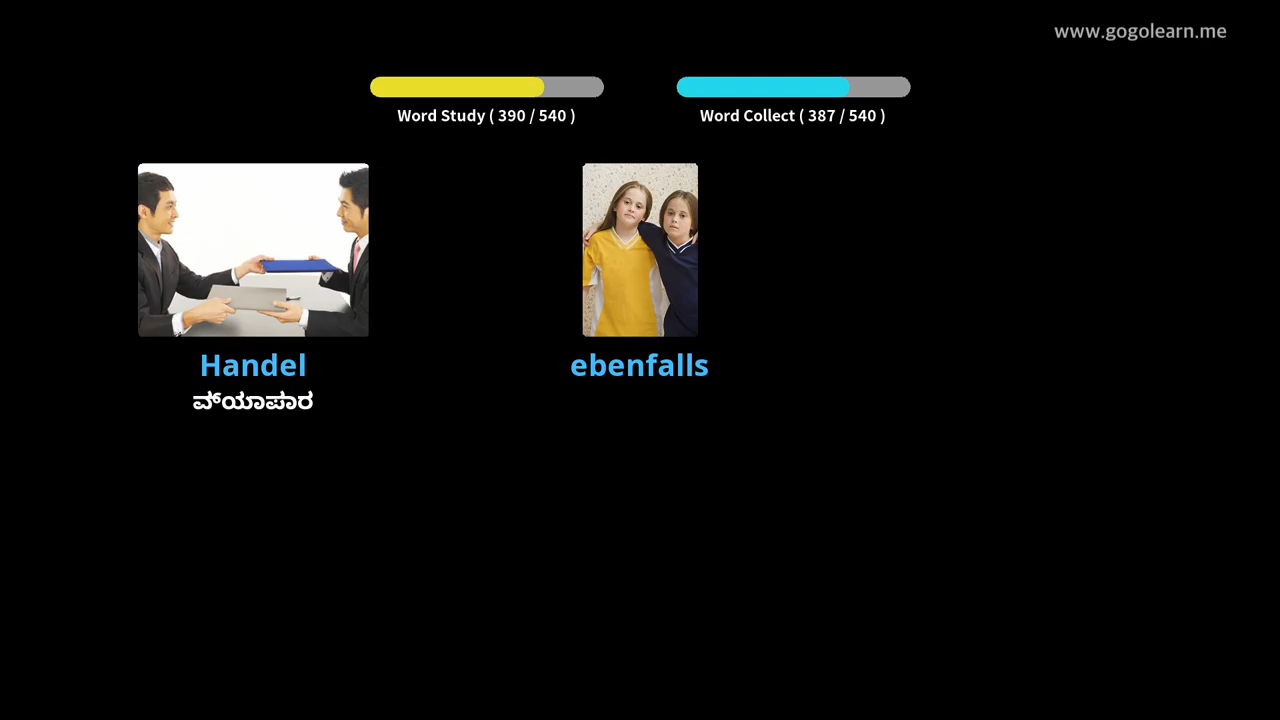 www.gogolearn.me
Word Study ( 390 / 540 )
Word Collect ( 387 / 540 )
Handel
ebenfalls
ವ್ಯಾಪಾರ